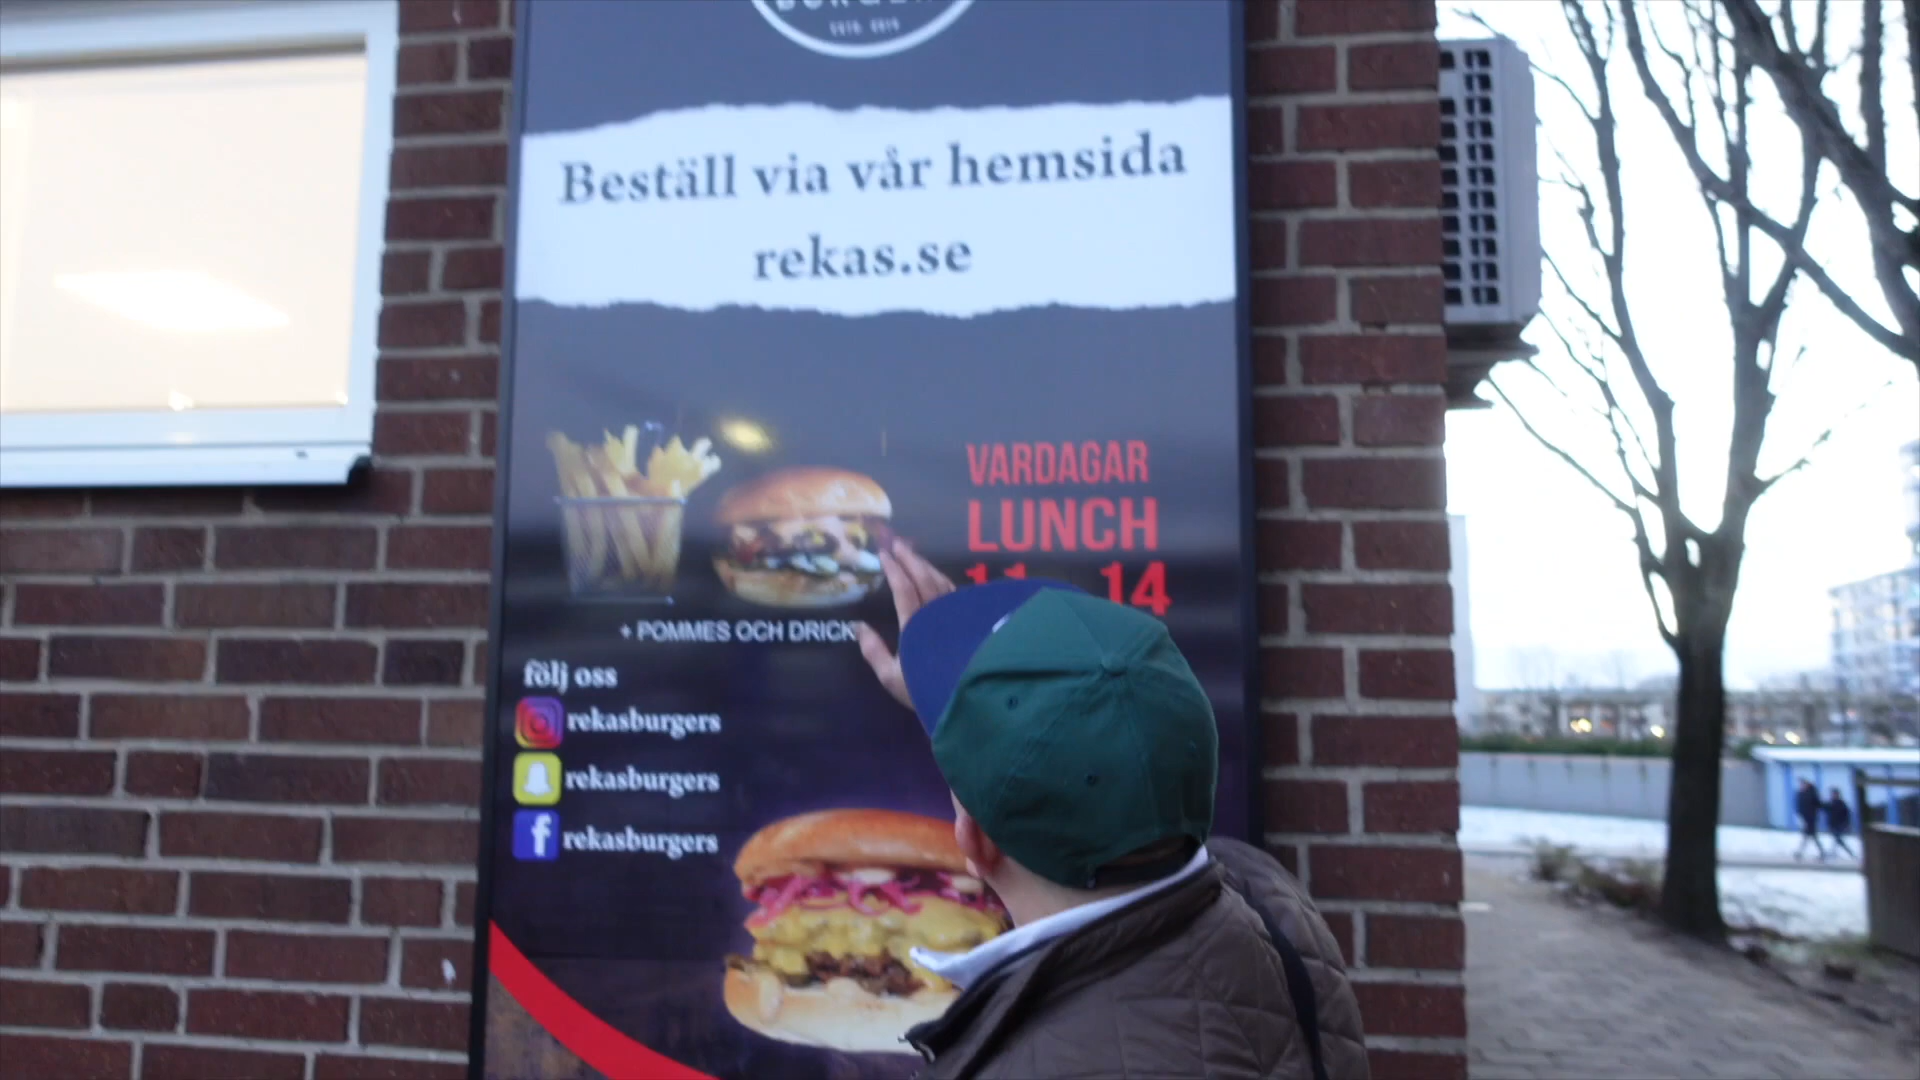 Beställ via vår hemsida
rekas.se
VARDAGAR
LUNCH
14
+ POMMES OCH DRICK
följ oss
rekasburgers
rekasburgers
rekasburgers